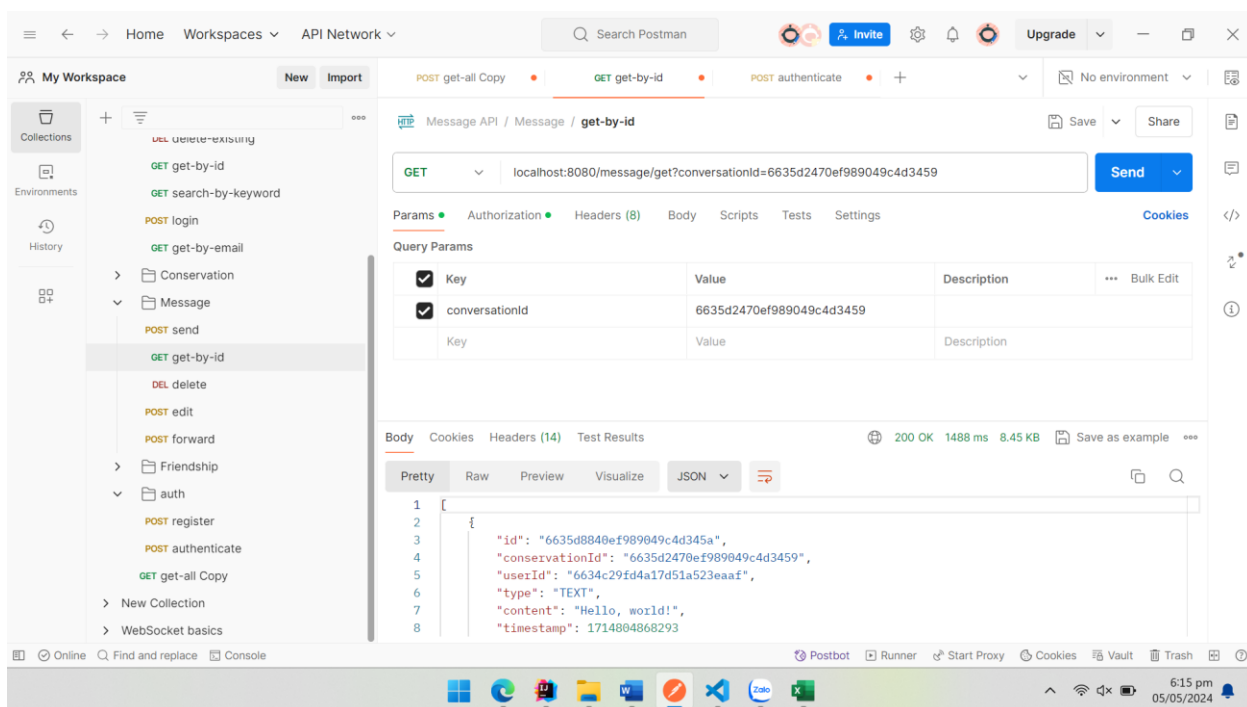 Home Workspaces API Network Search Postman Invite Upgrade
My Workspace New Import POST get-all Copy GET get-by-id POST authenticate No environment
Collections
Environments
History
DEL delete-existing
GET get-by-id
GET search-by-keyword
POST login
GET get-by-email
Conservation
Message
POST send
GET get-by-id
DEL delete
POST edit
POST forward
Friendship
auth
POST register
POST authenticate
GET get-all Copy
New Collection
WebSocket basics
HTTP Message API / Message / get-by-id Save Share
GET localhost:8080/message/get?conversationId=6635d2470ef989049c4d3459 Send
Params Authorization Headers (8) Body Scripts Tests Settings Cookies
Query Params
Key Value Description Bulk Edit
conversationId 6635d2470ef989049c4d3459
Key Value Description
Body Cookies Headers (14) Test Results 200 OK 1488 ms 8.45 KB Save as example
Pretty Raw Preview Visualize JSON
1 [
2 {
3 "id": "6635d8840ef989049c4d345a",
4 "conservationId": "6635d2470ef989049c4d3459",
5 "userId": "6634c29fd4a17d51a523eaaf",
6 "type": "TEXT",
7 "content": "Hello, world!",
8 "timestamp": 1714804868293
Online Find and replace Console Postbot Runner Start Proxy Cookies Vault Trash
Zalo
6:15 pm
05/05/2024